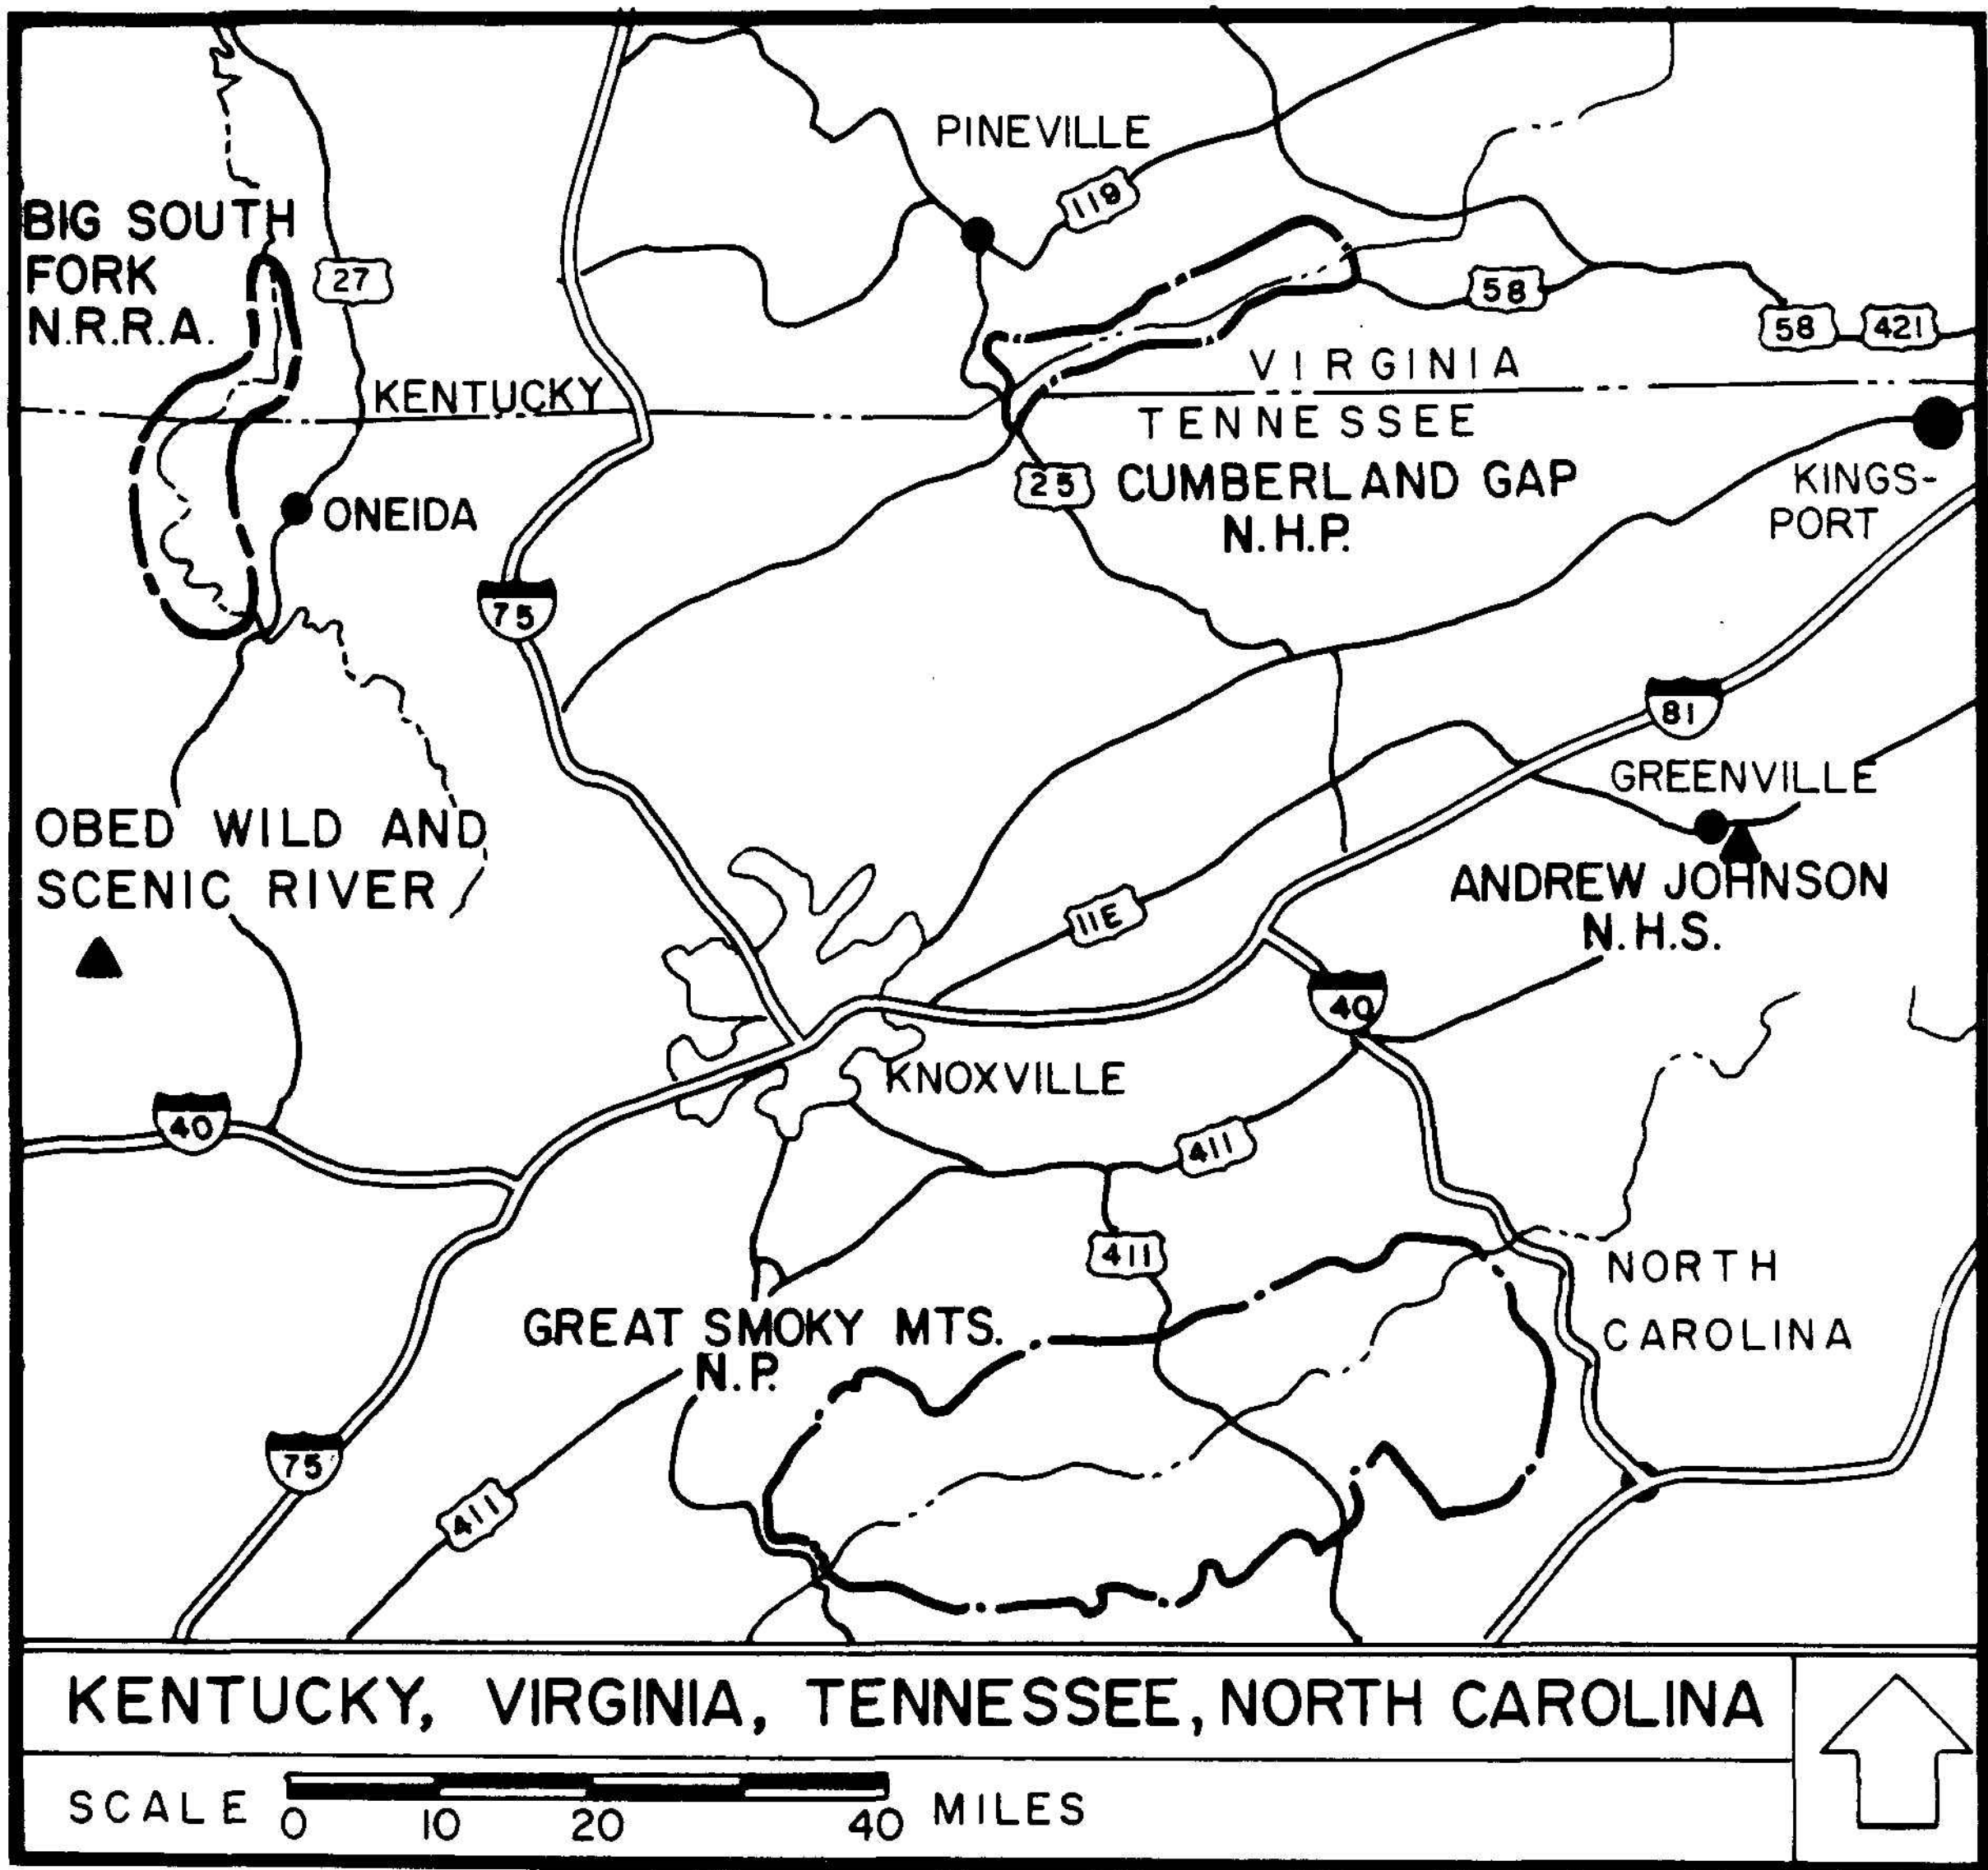 PINEVILLE
119
BIG SOUTH
FORK
N.R.R.A.
27
58
58
421
VIRGINIA
KENTUCKY
TENNESSEE
25
CUMBERLAND GAP
N.H.P.
KINGS-
PORT
ONEIDA
75
81
GREENVILLE
OBED WILD AND
SCENIC RIVER
11E
ANDREW JOHNSON
N.H.S.
40
KNOXVILLE
40
411
411
NORTH
CAROLINA
GREAT SMOKY MTS.
N.P.
75
411
KENTUCKY, VIRGINIA, TENNESSEE, NORTH CAROLINA
SCALE 0 10 20 40 MILES